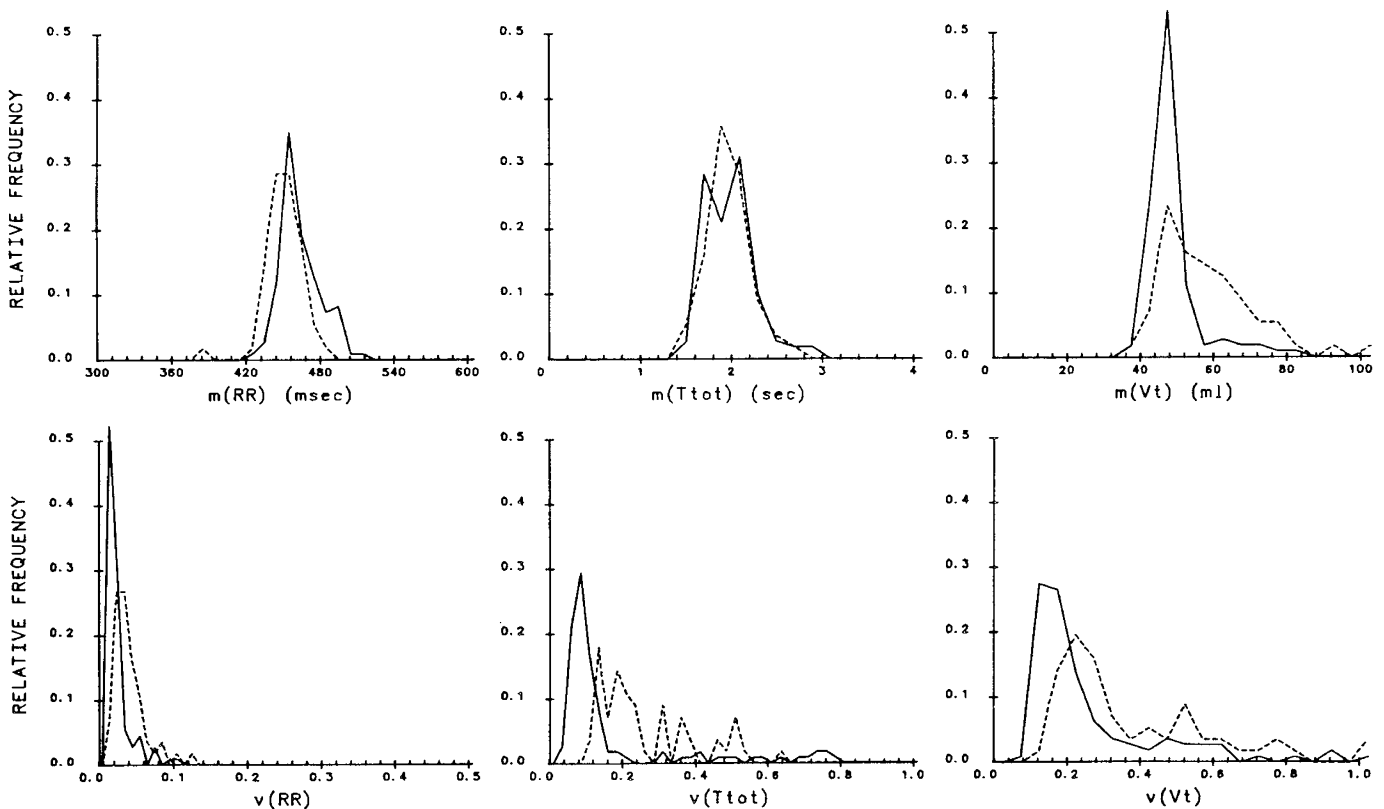 RELATIVE FREQUENCY
0.5
0.4
0.3
0.2
0.1
0.0
300 360 420 480 540 600
m(RR) (msec)
0.5
0.4
0.3
0.2
0.1
0.0
0 1 2 3 4
m(Ttot) (sec)
0.5
0.4
0.3
0.2
0.1
0.0
0 20 40 60 80 100
m(Vt) (ml)
RELATIVE FREQUENCY
0.5
0.4
0.3
0.2
0.1
0.0
0.0 0.1 0.2 0.3 0.4 0.5
v(RR)
0.5
0.4
0.3
0.2
0.1
0.0
0.0 0.2 0.4 0.6 0.8 1.0
v(Ttot)
0.5
0.4
0.3
0.2
0.1
0.0
0.0 0.2 0.4 0.6 0.8 1.0
v(Vt)